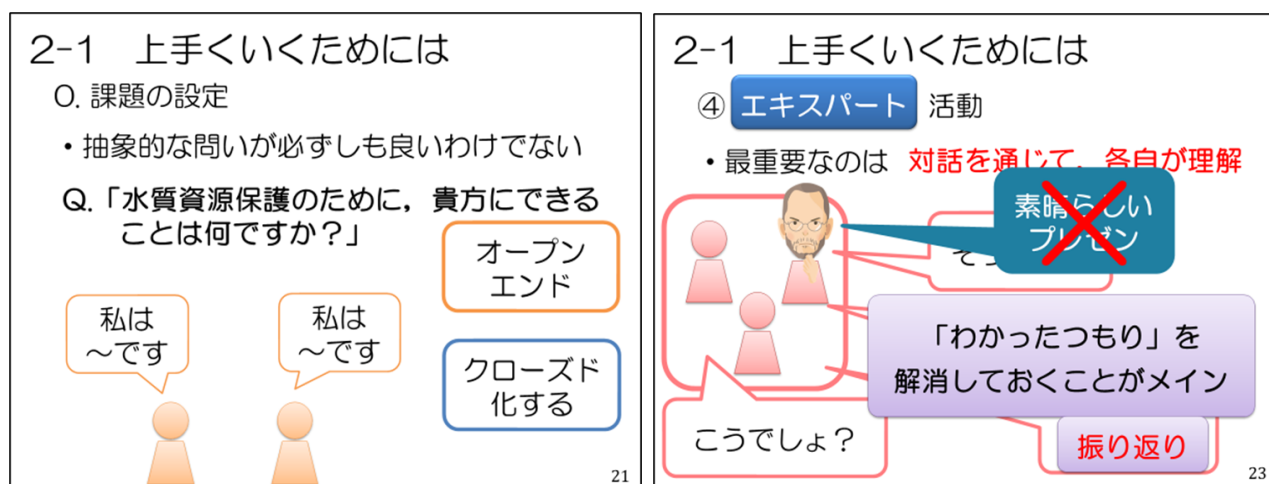 2-1 上手くいくためには
０. 課題の設定
・抽象的な問いが必ずしも良いわけでない
Q.「水質資源保護のために，貴方にできる
ことは何ですか？」
オープン
エンド
私は
～です
私は
～です
クローズド
化する
21
2-1 上手くいくためには
④ エキスパート 活動
・最重要なのは 対話を通じて，各自が理解
素晴らしい
プレゼン
「わかったつもり」を
解消しておくことがメイン
こうでしょ？
振り返り
23